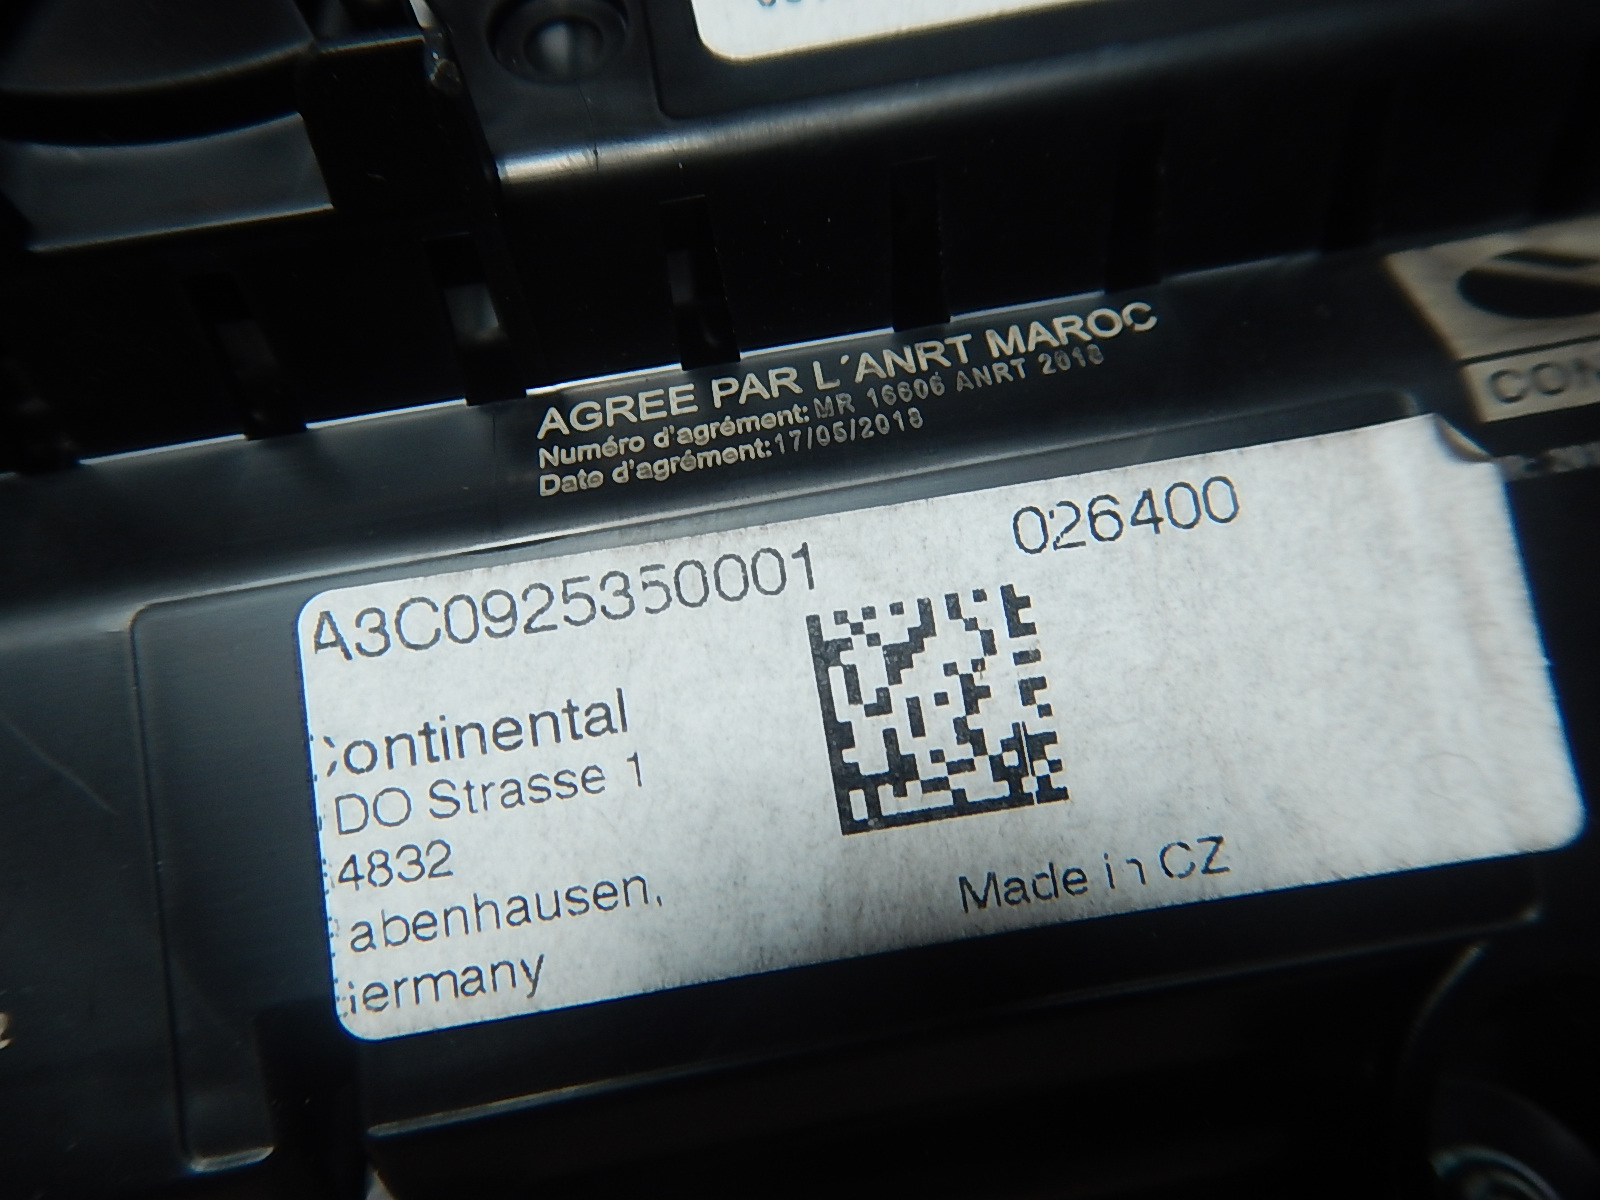 AGREE PAR L'ANRT MAROC
Numéro d'agrément: MR 16606 ANRT 2018
Date d'agrément: 17/05/2018
A3C0925350001 026400
Continental
DO Strasse 1
4832
abenhausen,
Germany
Made in CZ